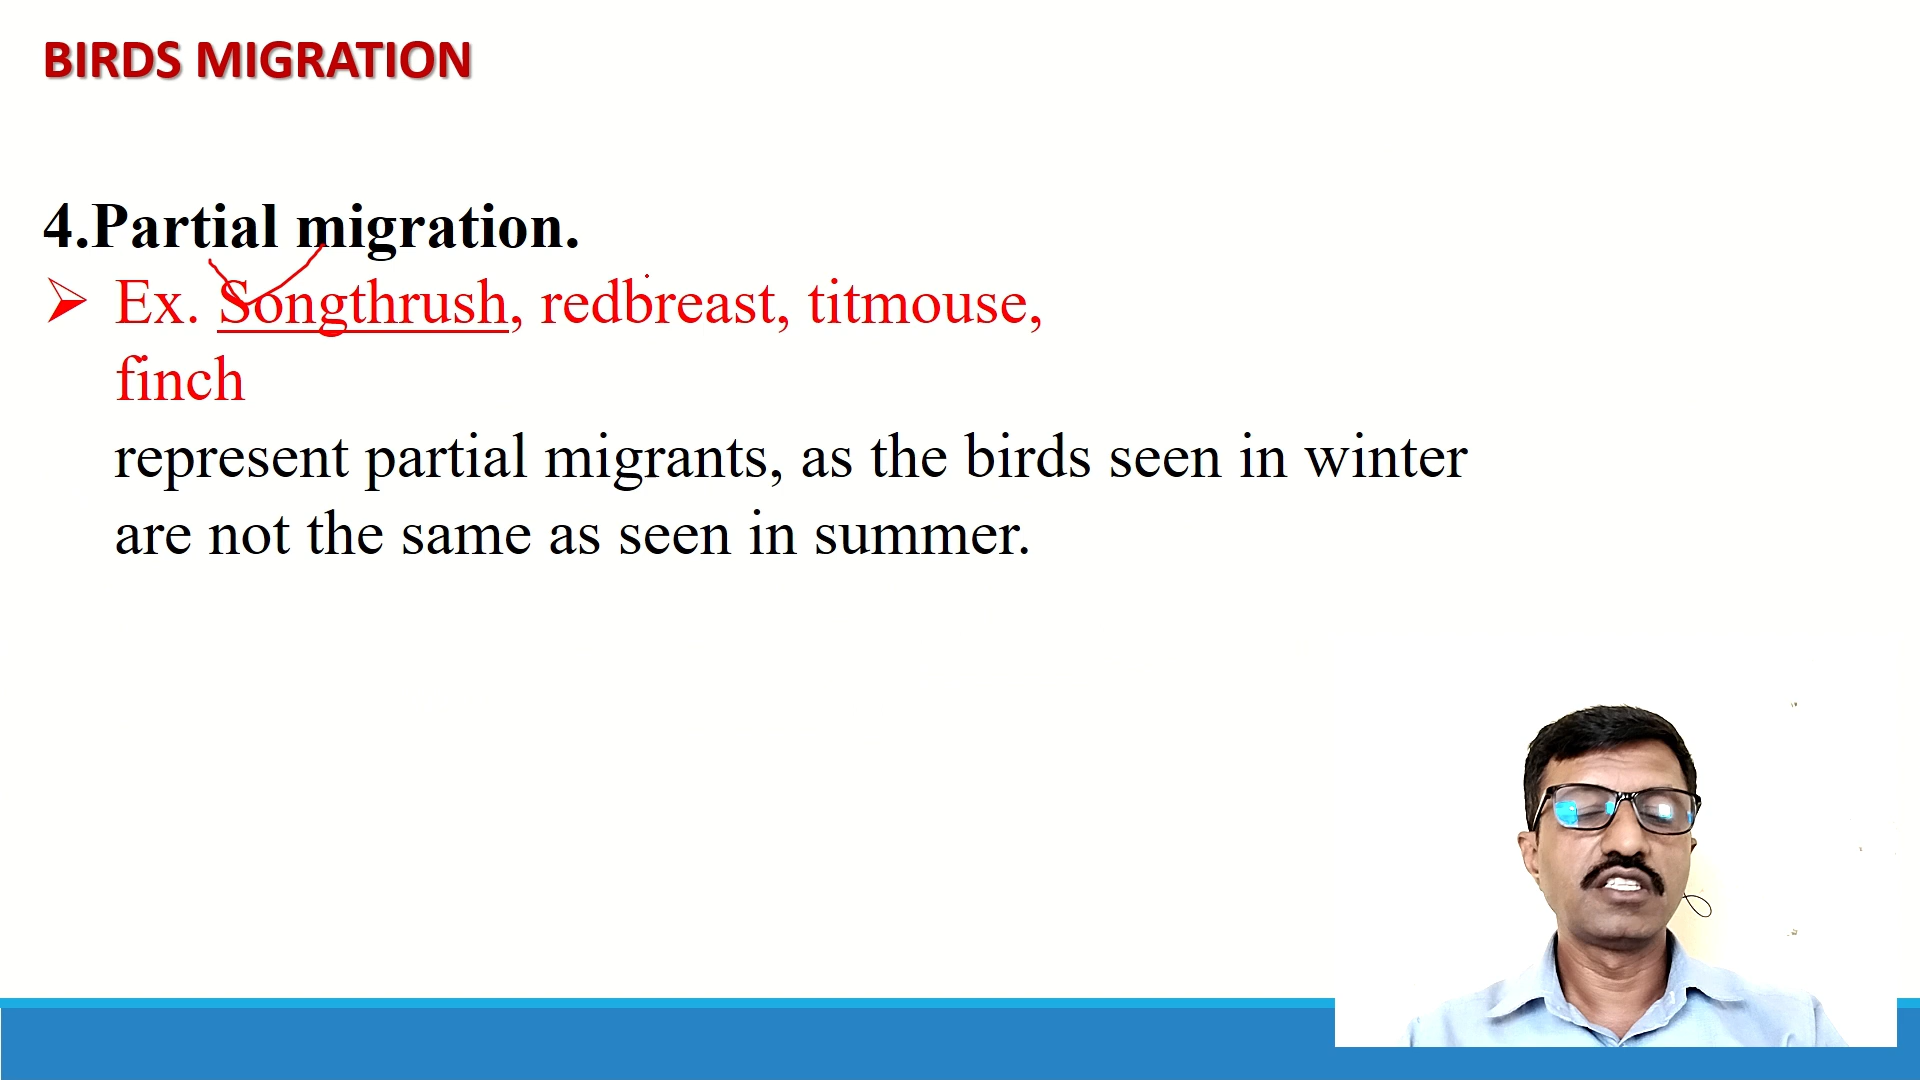 BIRDS MIGRATION
4.Partial migration.
Ex. Songthrush, redbreast, titmouse,
finch
represent partial migrants, as the birds seen in winter
are not the same as seen in summer.